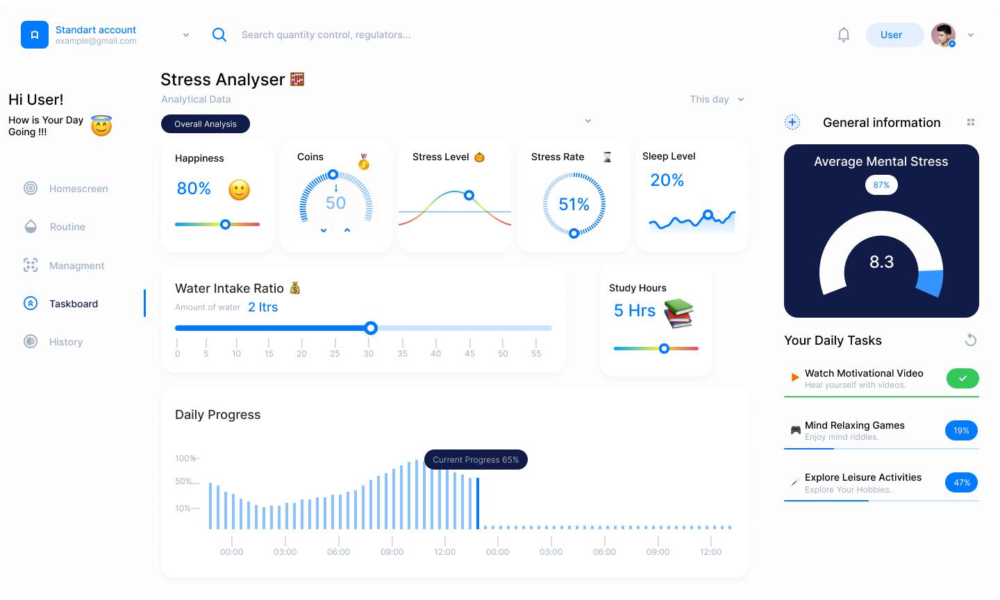 Standart account
example@gmail.com
Search quantity control, regulators...
User
Hi User!
How is Your Day
Going !!!
Homescreen
Routine
Managment
Taskboard
History
Stress Analyser
Analytical Data
This day
Overall Analysis
Happiness
80%
Coins
1
50
Stress Level
Stress Rate
51%
Sleep Level
20%
Water Intake Ratio
Amount of water 2 ltrs
0 5 10 15 20 25 30 35 40 45 50 55
Study Hours
5 Hrs
Daily Progress
Current Progress 65%
100%
50%
10%
00:00 03:00 06:00 09:00 12:00 00:00 03:00 06:00 09:00 12:00
General information
Average Mental Stress
87%
8.3
Your Daily Tasks
Watch Motivational Video
Heal yourself with videos.
Mind Relaxing Games
Enjoy mind riddles.
19%
Explore Leisure Activities
Explore Your Hobbies.
47%